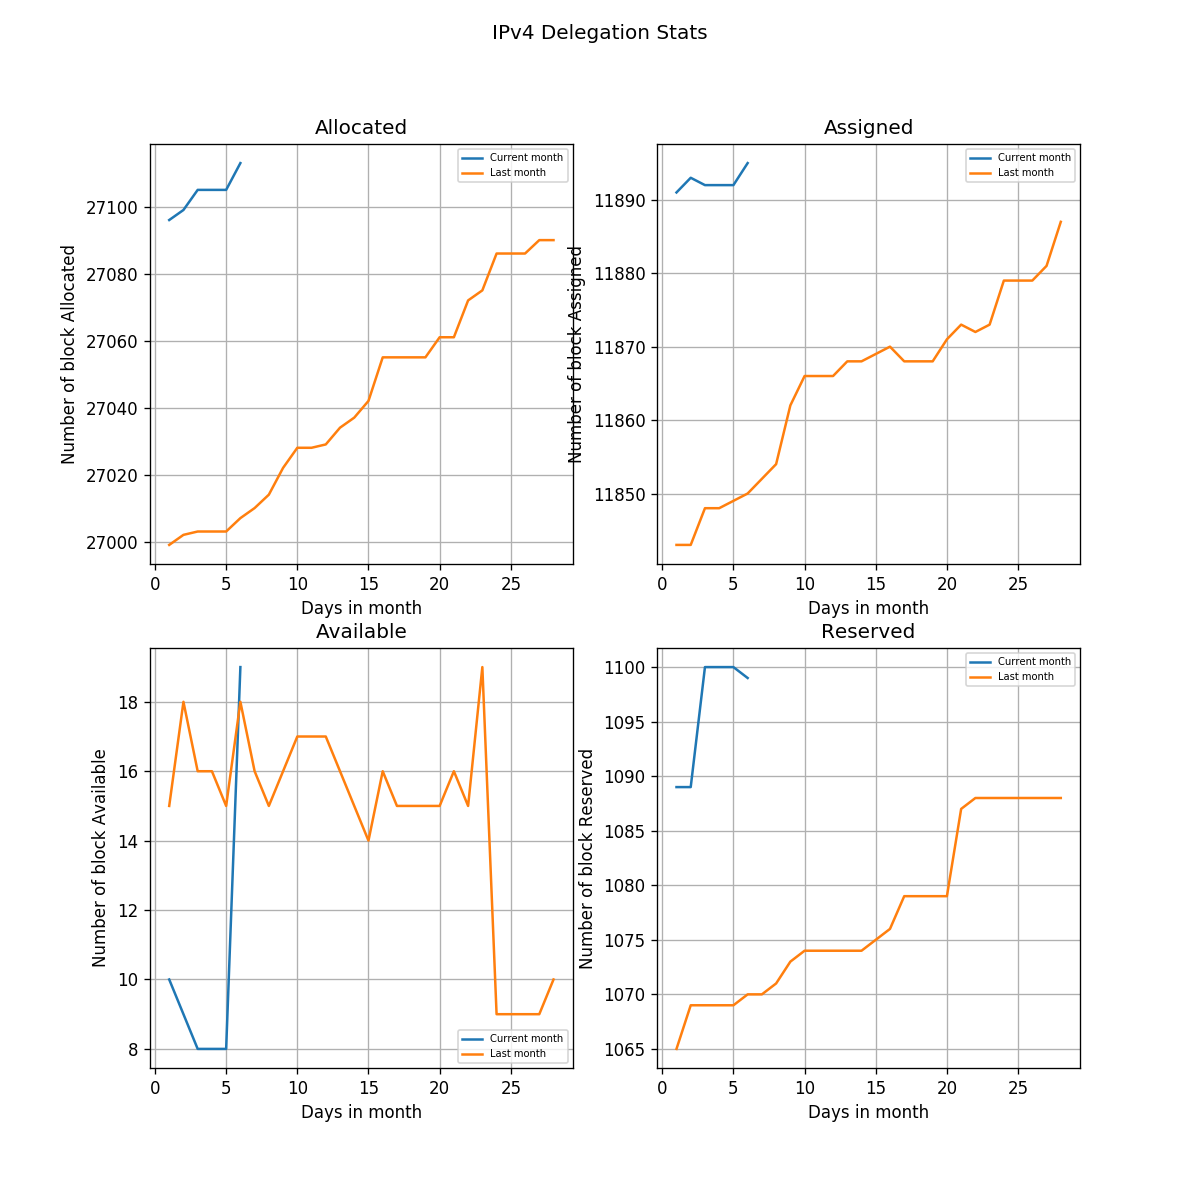 IPv4 Delegation Stats
Allocated
Number of block Allocated
27100
27080
27060
27040
27020
27000
0 5 10 15 20 25
Days in month
Current month
Last month
Assigned
Number of block Assigned
11890
11880
11870
11860
11850
0 5 10 15 20 25
Days in month
Current month
Last month
Available
Number of block Available
18
16
14
12
10
8
0 5 10 15 20 25
Days in month
Current month
Last month
Reserved
Number of block Reserved
1100
1095
1090
1085
1080
1075
1070
1065
0 5 10 15 20 25
Days in month
Current month
Last month